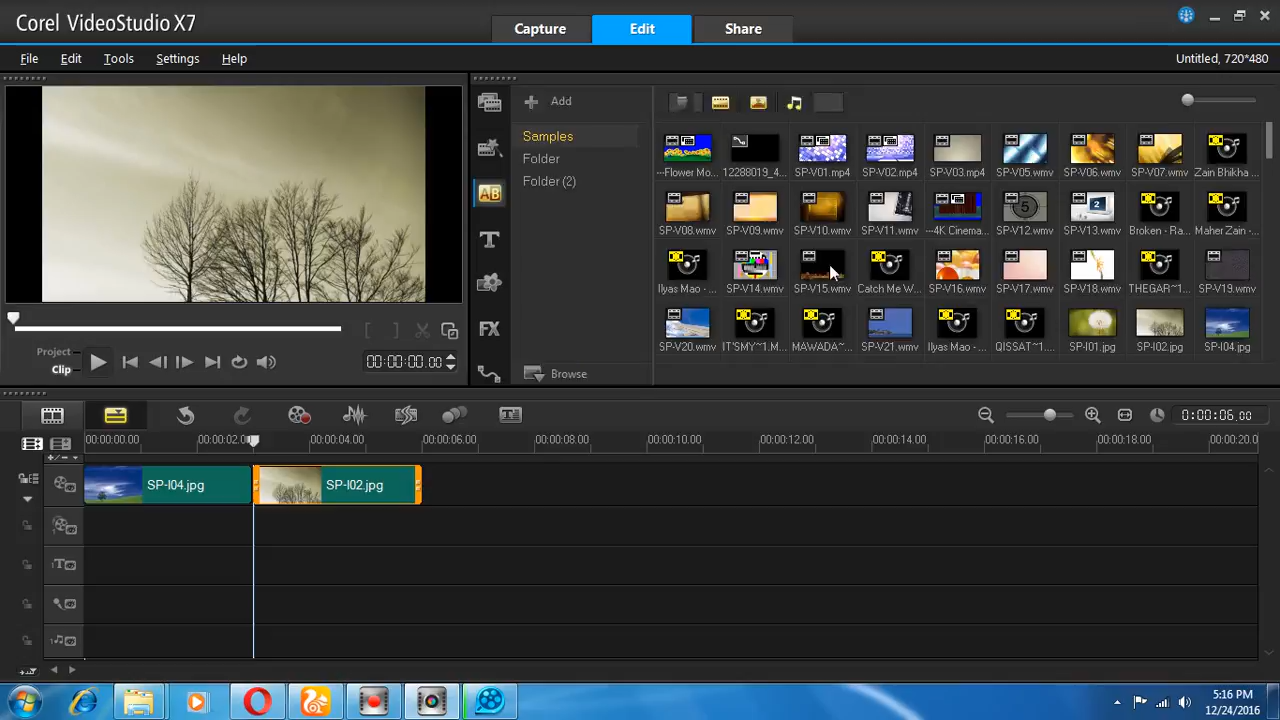 Corel VideoStudio X7
Capture
Edit
Share
File
Edit
Tools
Settings
Help
Untitled, 720*480
Add
Samples
Folder
Folder (2)
Browse
---Flower Mo...
12288019_4...
SP-V01.mp4
SP-V02.mp4
SP-V03.mp4
SP-V05.wmv
SP-V06.wmv
SP-V07.wmv
Zain Bhikha ...
SP-V08.wmv
SP-V09.wmv
SP-V10.wmv
SP-V11.wmv
---4K Cinema...
SP-V12.wmv
SP-V13.wmv
Broken - Ra...
Maher Zain - ...
Ilyas Mao - ...
SP-V14.wmv
SP-V15.wmv
Catch Me W...
SP-V16.wmv
SP-V17.wmv
SP-V18.wmv
THEGAR~1...
SP-V19.wmv
SP-V20.wmv
IT'SMY~1.M...
MAWADA~...
SP-V21.wmv
Ilyas Mao - ...
QISSAT~1...
SP-I01.jpg
SP-I02.jpg
SP-I04.jpg
AB
T
FX
Project
Clip
00:00:00.00
0:00:06.00
00:00:00.00
00:00:02.0
00:00:04.00
00:00:06.00
00:00:08.00
00:00:10.00
00:00:12.00
00:00:14.00
00:00:16.00
00:00:18.00
00:00:20.0
SP-I04.jpg
SP-I02.jpg
5:16 PM
12/24/2016